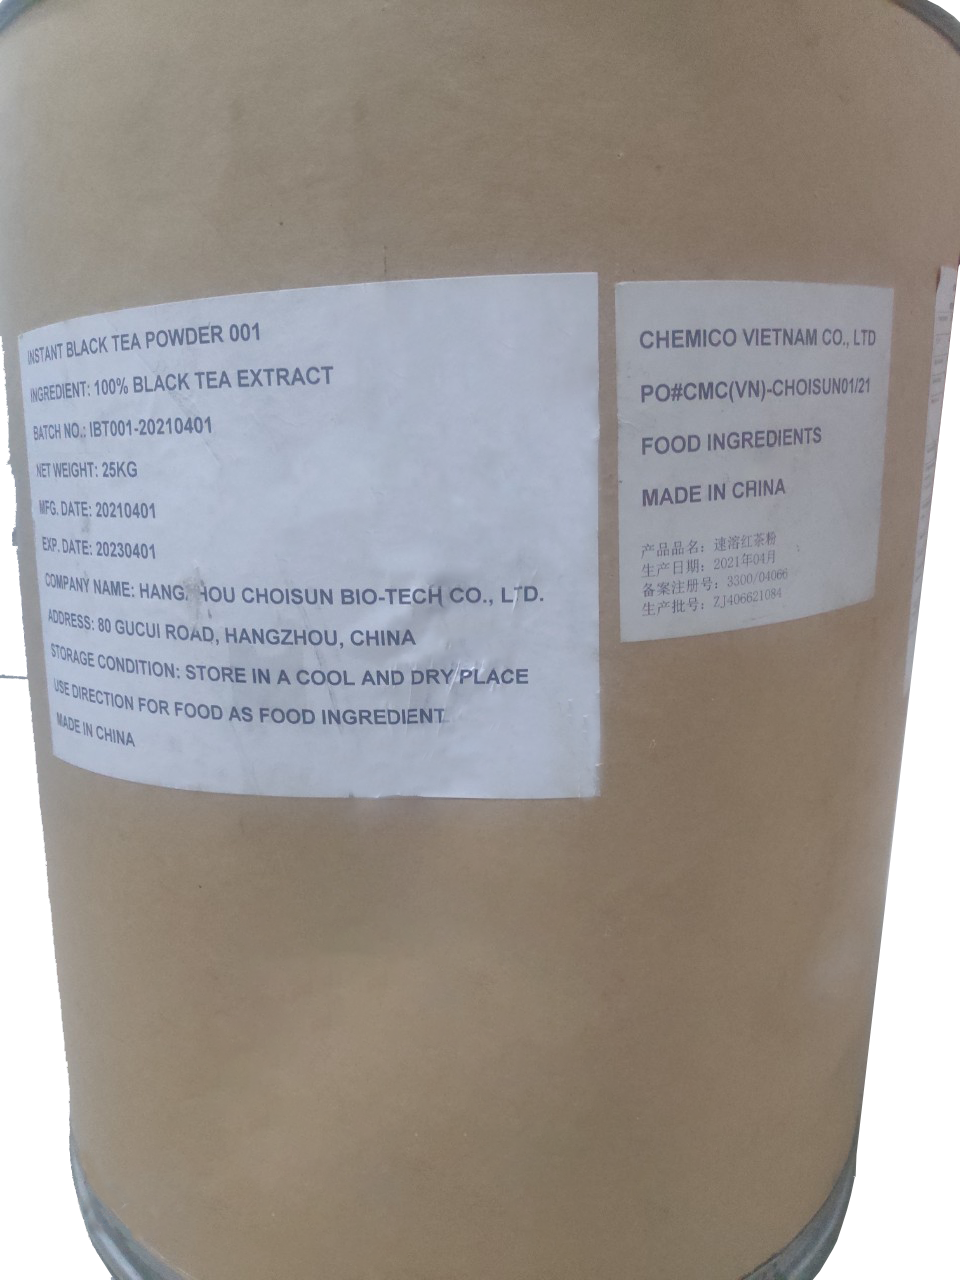 INSTANT BLACK TEA POWDER 001
INGREDIENT: 100% BLACK TEA EXTRACT
BATCH NO.: IBT001-20210401
NET WEIGHT: 25KG
MFG. DATE: 20210401
EXP. DATE: 20230401
COMPANY NAME: HANG HOU CHOISUN BIO-TECH CO., LTD.
ADDRESS: 80 GUCUI ROAD, HANGZHOU, CHINA
STORAGE CONDITION: STORE IN A COOL AND DRY PLACE
USE DIRECTION FOR FOOD AS FOOD INGREDIENT
MADE IN CHINA
CHEMICO VIETNAM CO., LTD
PO#CMC(VN)-CHOISUN01/21
FOOD INGREDIENTS
MADE IN CHINA
产品品名：速溶红茶粉
生产日期：2021年04月
备案注册号：3300/04066
生产批号：ZJ406621084